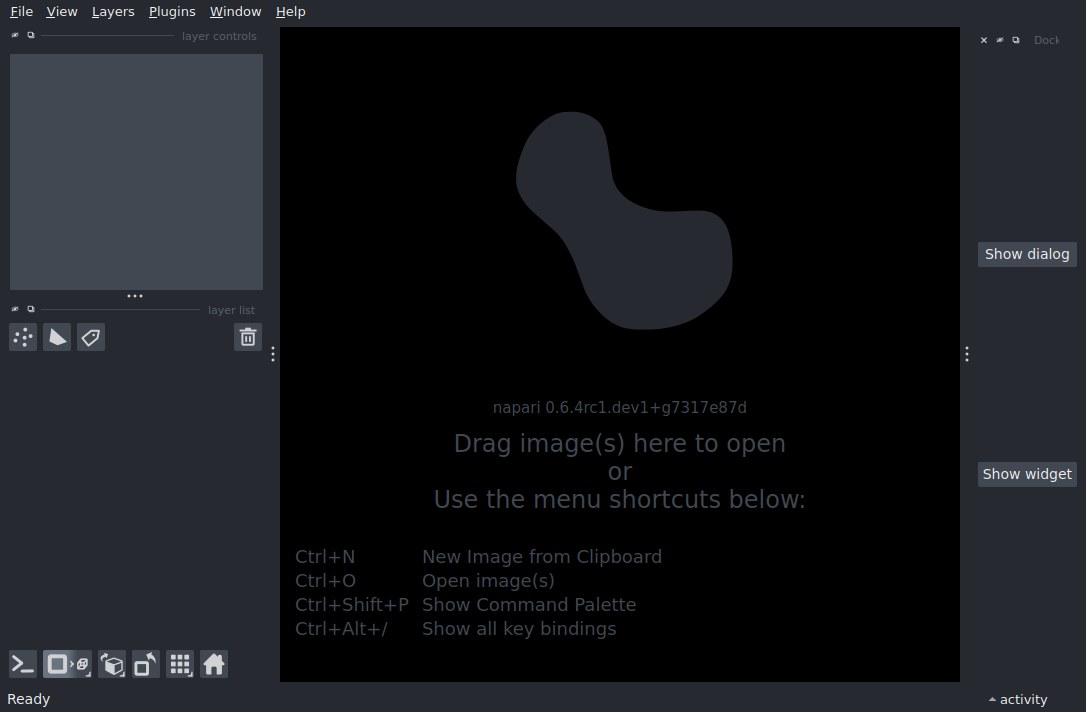 File View Layers Plugins Window Help
layer controls
Dock
layer list
Show dialog
Show widget
napari 0.6.4rc1.dev1+g7317e87d
Drag image(s) here to open
or
Use the menu shortcuts below:
Ctrl+N New Image from Clipboard
Ctrl+O Open image(s)
Ctrl+Shift+P Show Command Palette
Ctrl+Alt+/ Show all key bindings
Ready
activity